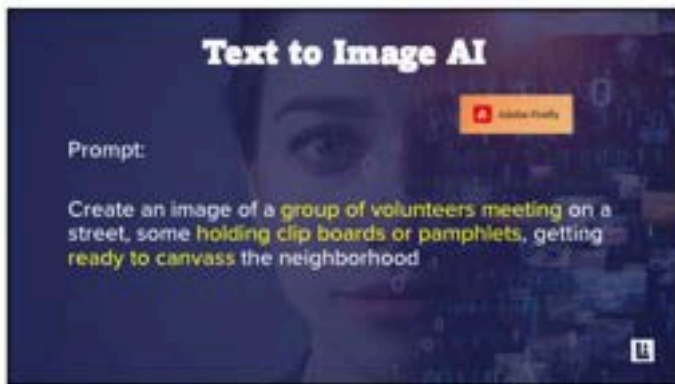 Text to Image AI
Adobe Firefly
Prompt:
Create an image of a group of volunteers meeting on a
street, some holding clip boards or pamphlets, getting
ready to canvass the neighborhood